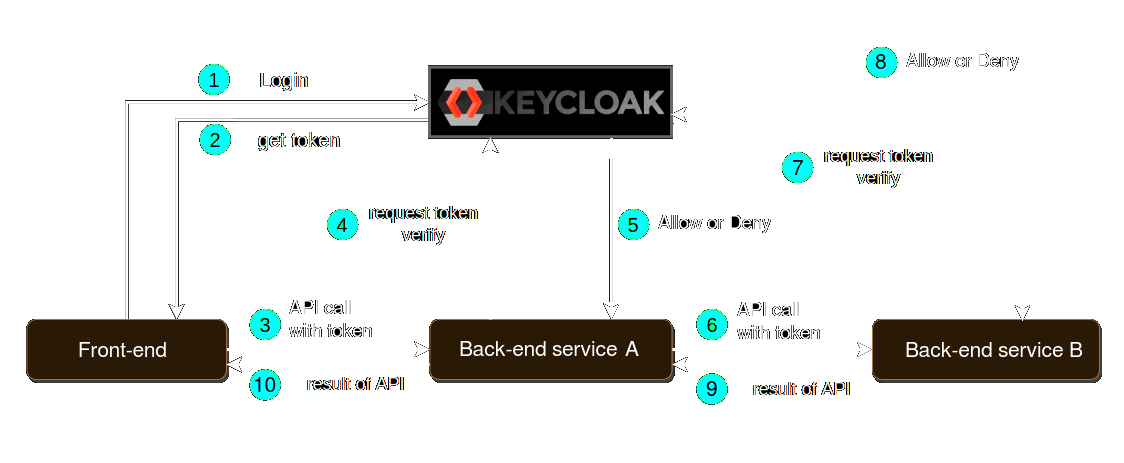 1 Login
KEYCLOAK
8 Allow or Deny
2 get token
7 request token
verify
4 request token
verify
5 Allow or Deny
3 API call
with token
6 API call
with token
Front-end
Back-end service A
Back-end service B
10 result of API
9 result of API